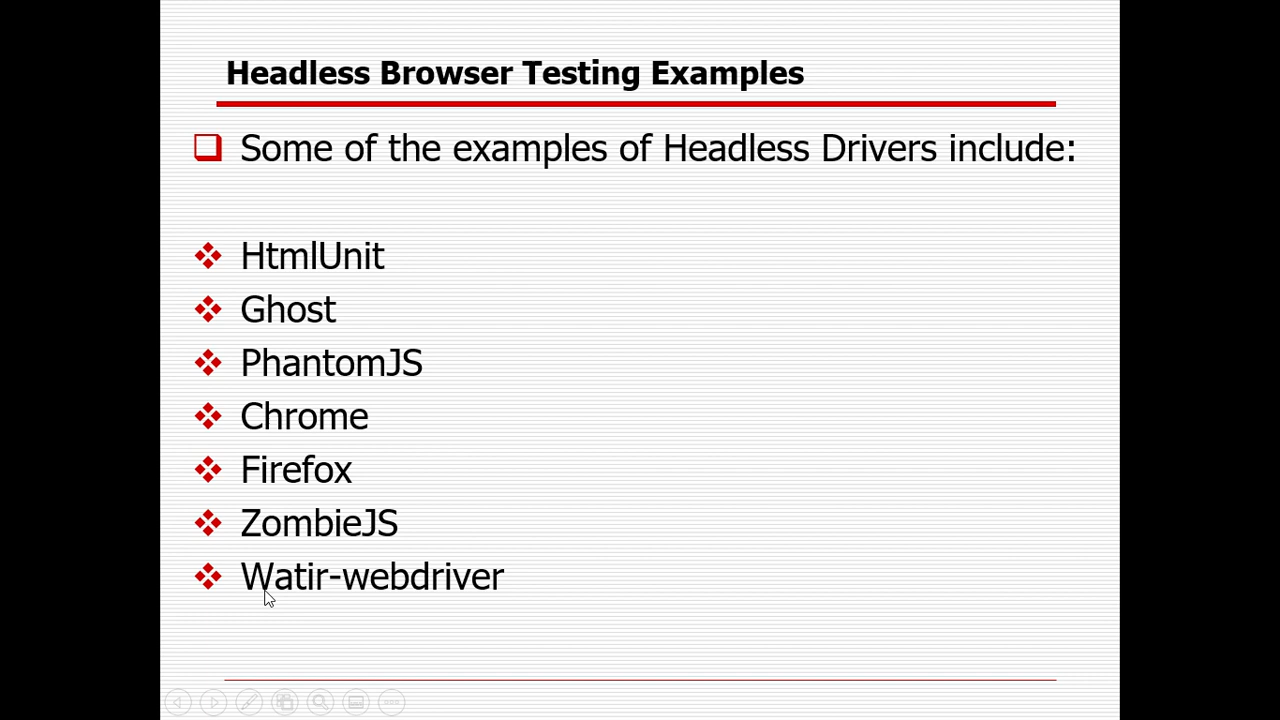 Headless Browser Testing Examples
Some of the examples of Headless Drivers include:
HtmlUnit
Ghost
PhantomJS
Chrome
Firefox
ZombieJS
Watir-webdriver